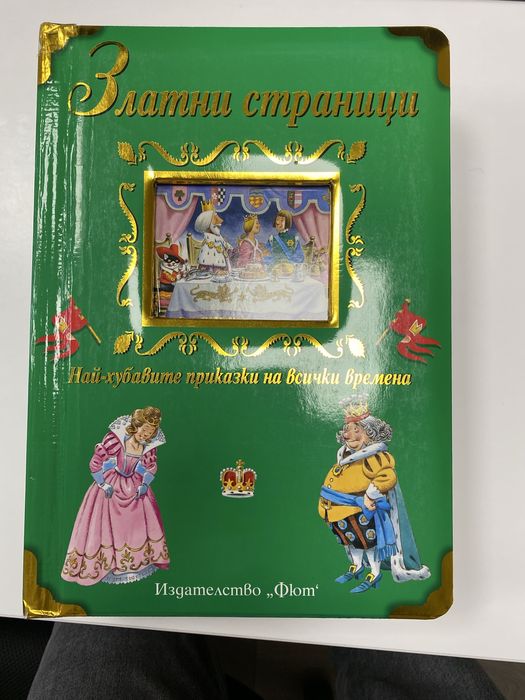 Златни страници
Най-хубавите приказки на всички времена
Издателство „Фют‘